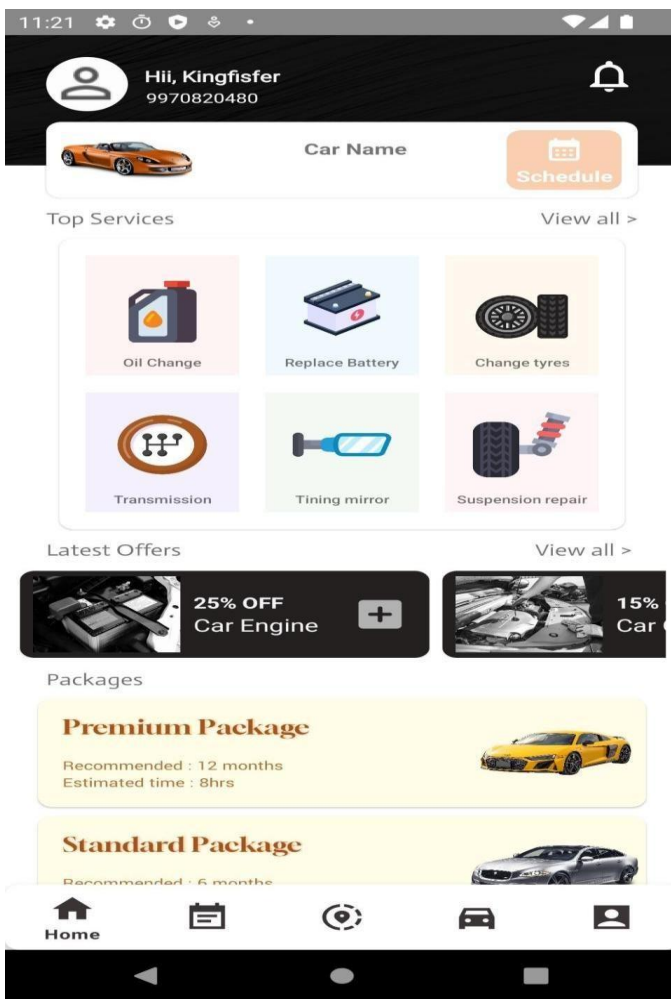 11:21
Hii, Kingfisfer
9970820480
Car Name
Schedule
Top Services
View all >
Oil Change
Replace Battery
Change tyres
Transmission
Tining mirror
Suspension repair
Latest Offers
View all >
25% OFF
Car Engine
15%
Car
Packages
Premium Package
Recommended : 12 months
Estimated time : 8hrs
Standard Package
Recommended : 6 months
Home